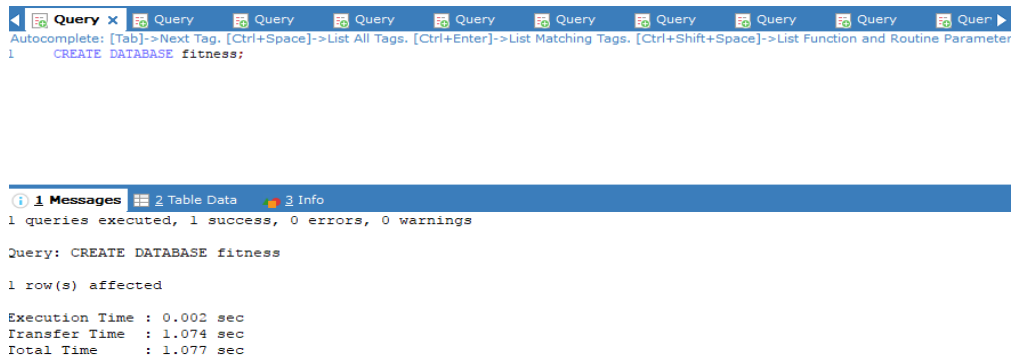 Query Query Query Query Query Query Query Query Query Quer
Autocomplete: [Tab]->Next Tag. [Ctrl+Space]->List All Tags. [Ctrl+Enter]->List Matching Tags. [Ctrl+Shift+Space]->List Function and Routine Parameter
1 CREATE DATABASE fitness;
1 Messages 2 Table Data 3 Info
1 queries executed, 1 success, 0 errors, 0 warnings
Query: CREATE DATABASE fitness
1 row(s) affected
Execution Time : 0.002 sec
Transfer Time : 1.074 sec
Total Time : 1.077 sec